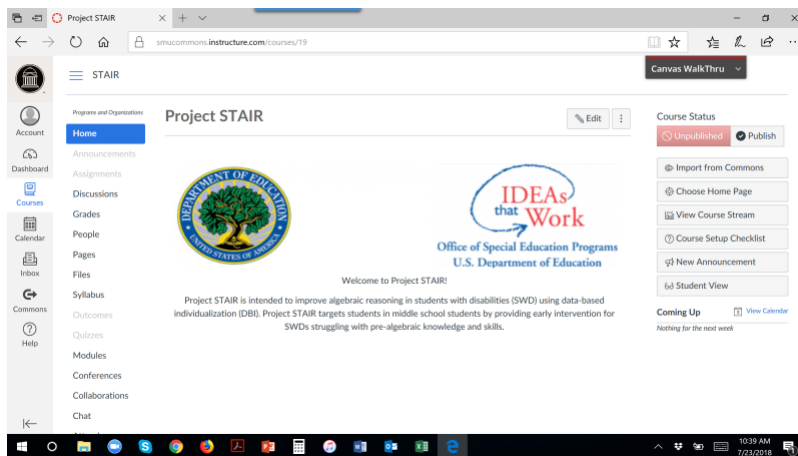 Project STAIR
smucommons.instructure.com/courses/19
STAIR
Canvas WalkThru
Account
Dashboard
Courses
Calendar
Inbox
Commons
Help
Programs and Organizations
Home
Announcements
Assignments
Discussions
Grades
People
Pages
Files
Syllabus
Outcomes
Quizzes
Modules
Conferences
Collaborations
Chat
Project STAIR
Edit
DEPARTMENT OF EDUCATION
UNITED STATES OF AMERICA
IDEAs
that Work
Office of Special Education Programs
U.S. Department of Education
Welcome to Project STAIR!
Project STAIR is intended to improve algebraic reasoning in students with disabilities (SWD) using data-based
individualization (DBI). Project STAIR targets students in middle school students by providing early intervention for
SWDs struggling with pre-algebraic knowledge and skills.
Course Status
Unpublished Publish
Import from Commons
Choose Home Page
View Course Stream
Course Setup Checklist
New Announcement
Student View
Coming Up View Calendar
Nothing for the next week
10:39 AM
7/23/2018